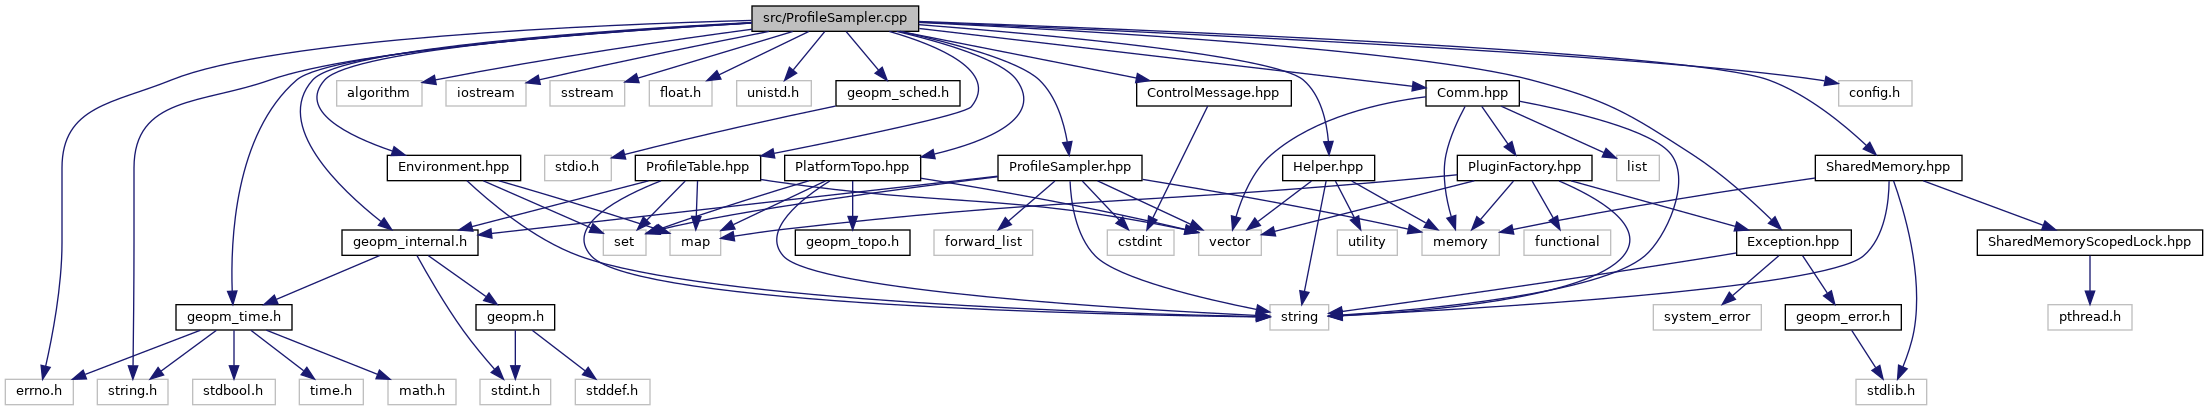 src/ProfileSampler.cpp
algorithm
iostream
sstream
float.h
unistd.h
geopm_sched.h
ControlMessage.hpp
Comm.hpp
config.h
Environment.hpp
stdio.h
ProfileTable.hpp
PlatformTopo.hpp
ProfileSampler.hpp
Helper.hpp
PluginFactory.hpp
list
SharedMemory.hpp
geopm_internal.h
set
map
geopm_topo.h
forward_list
cstdint
vector
utility
memory
functional
Exception.hpp
SharedMemoryScopedLock.hpp
geopm_time.h
geopm.h
string
system_error
geopm_error.h
pthread.h
errno.h
string.h
stdbool.h
time.h
math.h
stdint.h
stddef.h
stdlib.h